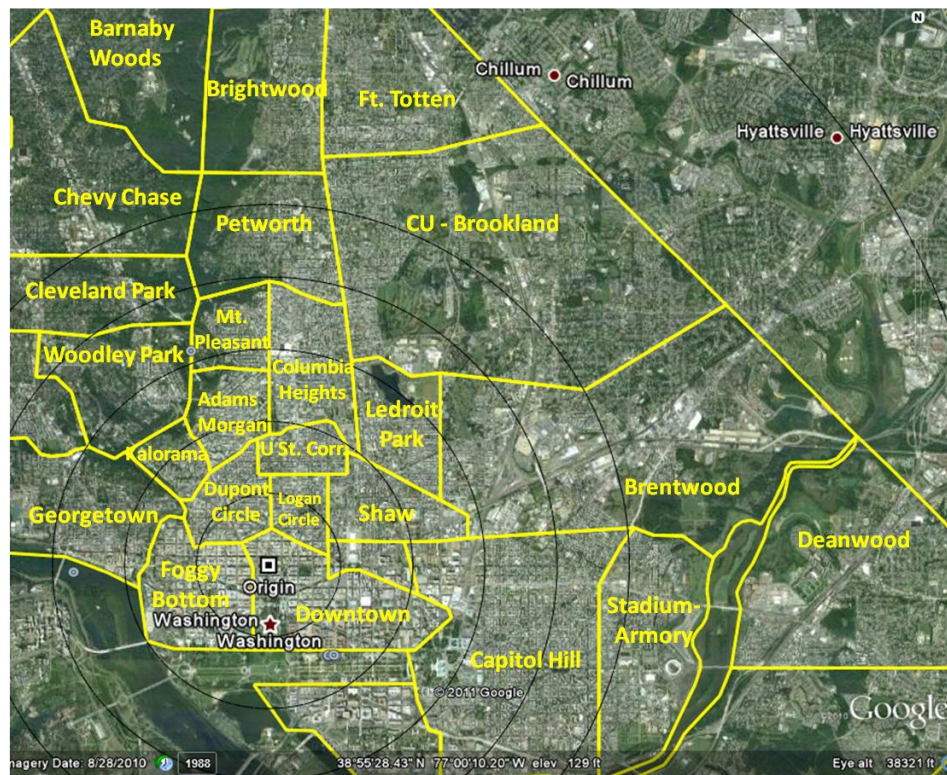 N
Barnaby
Woods
Brightwood
Ft. Totten
Chillum
Chillum
Hyattsville
Hyattsville
Chevy Chase
Petworth
CU - Brookland
Cleveland Park
Mt.
Pleasant
Woodley Park
Columbia
Heights
Adams
Morgan
Ledroit
Park
U St. Corr.
Kalorama
Dupont
Circle
Logan
Circle
Georgetown
Shaw
Brentwood
Deanwood
Foggy
Bottom
Origin
Downtown
Washington
Washington
Stadium-
Armory
Capitol Hill
© 2011 Google
©2010 Google
magery Date: 8/28/2010 1988 38°55'28.43" N 77°00'10.20" W elev 129 ft Eye alt 38321 ft